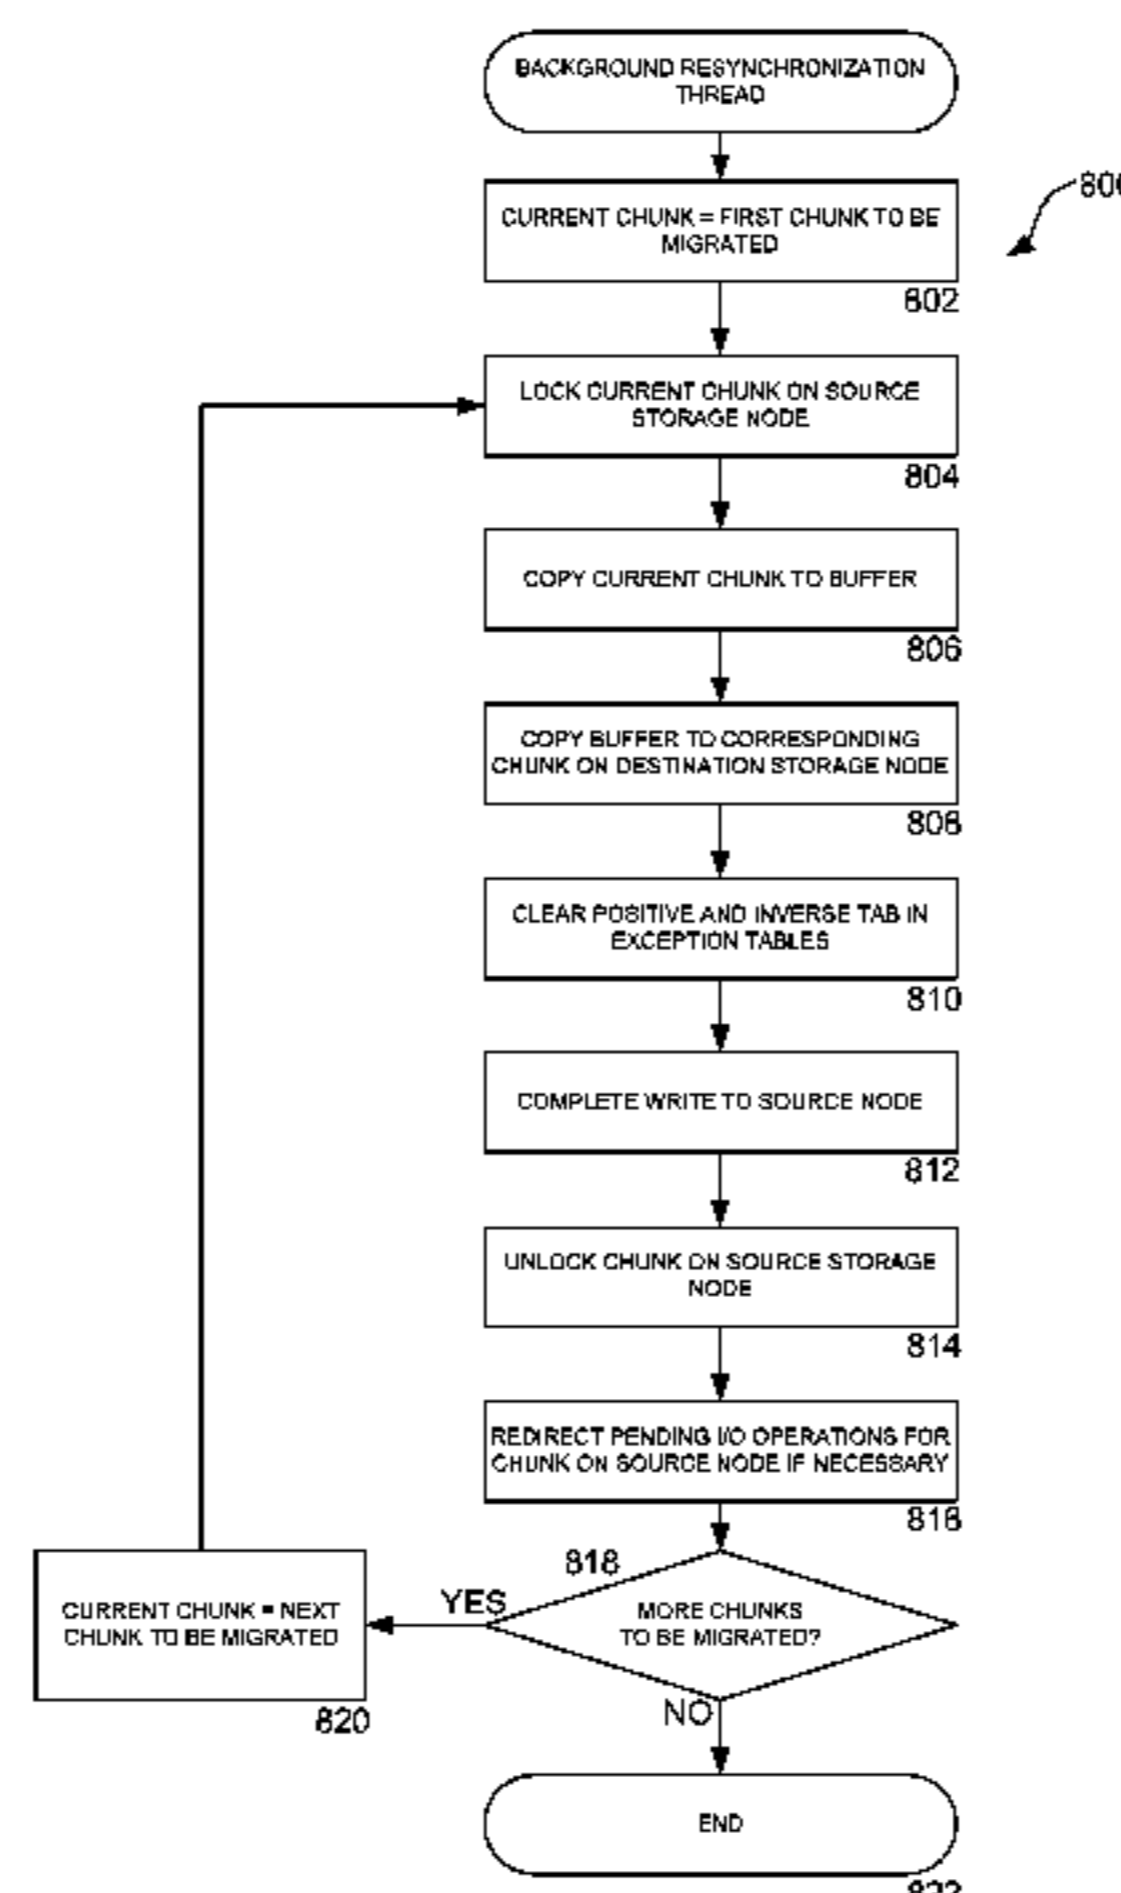 BACKGROUND RESYNCHRONIZATION
THREAD
800
CURRENT CHUNK = FIRST CHUNK TO BE
MIGRATED
802
LOCK CURRENT CHUNK ON SOURCE
STORAGE NODE
804
COPY CURRENT CHUNK TO BUFFER
806
COPY BUFFER TO CORRESPONDING
CHUNK ON DESTINATION STORAGE NODE
808
CLEAR POSITIVE AND INVERSE TAB IN
EXCEPTION TABLES
810
COMPLETE WRITE TO SOURCE NODE
812
UNLOCK CHUNK ON SOURCE STORAGE
NODE
814
REDIRECT PENDING I/O OPERATIONS FOR
CHUNK ON SOURCE NODE IF NECESSARY
816
818
MORE CHUNKS
TO BE MIGRATED?
YES
CURRENT CHUNK = NEXT
CHUNK TO BE MIGRATED
820
NO
END
822